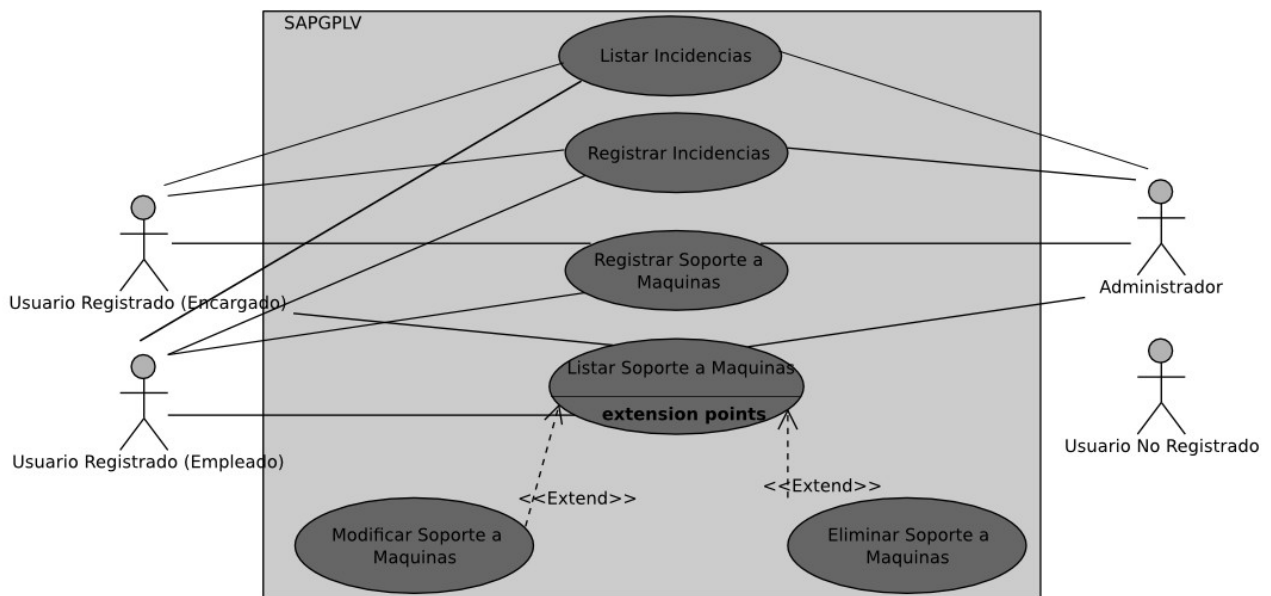 SAPGPLV
Listar Incidencias
Registrar Incidencias
Registrar Soporte a
Maquinas
Usuario Registrado (Encargado)
Administrador
Listar Soporte a Maquinas
extension points
Usuario Registrado (Empleado)
Usuario No Registrado
<<Extend>>
<<Extend>>
Modificar Soporte a
Maquinas
Eliminar Soporte a
Maquinas